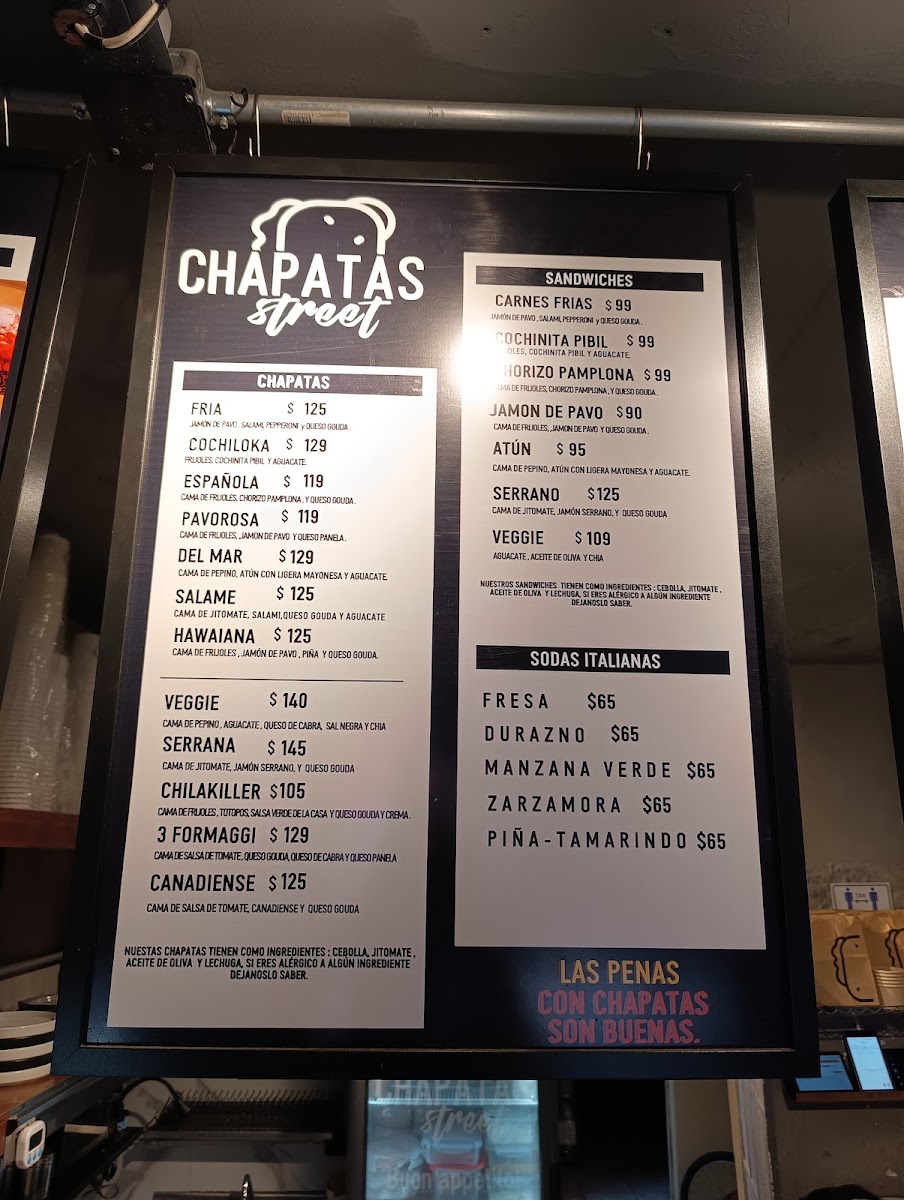 CHAPATAS
street
CHAPATAS
FRIA $ 125
JAMON DE PAVO, SALAMI, PEPPERONI y QUESO GOUDA.
COCHILOKA $ 129
FRIJOLES, COCHINITA PIBIL Y AGUACATE.
ESPAÑOLA $ 119
CAMA DE FRIJOLES, CHORIZO PAMPLONA, Y QUESO GOUDA.
PAVOROSA $ 119
CAMA DE FRIJOLES, JAMON DE PAVO Y QUESO PANELA.
DEL MAR $129
CAMA DE PEPINO, ATÚN CON LIGERA MAYONESA Y AGUACATE.
SALAME $ 125
CAMA DE JITOMATE, SALAMI,QUESO GOUDA Y AGUACATE
HAWAIANA $ 125
CAMA DE FRIJOLES, JAMÓN DE PAVO, PIÑA Y QUESO GOUDA.
VEGGIE $ 140
CAMA DE PEPINO, AGUACATE, QUESO DE CABRA, SAL NEGRA Y CHIA
SERRANA $ 145
CAMA DE JITOMATE, JAMÓN SERRANO, Y QUESO GOUDA
CHILAKILLER $105
CAMA DE FRIJOLES, TOTOPOS, SALSA VERDE DE LA CASA Y QUESO GOUDA Y CREMA.
3 FORMAGGI $ 129
CAMA DE SALSA DE TOMATE, QUESO GOUDA, QUESO DE CABRA Y QUESO PANELA
CANADIENSE $ 125
CAMA DE SALSA DE TOMATE, CANADIENSE Y QUESO GOUDA
NUESTAS CHAPATAS TIENEN COMO INGREDIENTES : CEBOLLA, JITOMATE,
ACEITE DE OLIVA Y LECHUGA, SI ERES ALÉRGICO A ALGÚN INGREDIENTE
DEJANOSLO SABER.
SANDWICHES
CARNES FRIAS $ 99
JAMÓN DE PAVO, SALAMI, PEPPERONI y QUESO GOUDA.
COCHINITA PIBIL $ 99
COCHINITA PIBIL Y AGUACATE.
CHORIZO PAMPLONA $ 99
CAMA DE FRIJOLES, CHORIZO PAMPLONA, Y QUESO GOUDA.
JAMON DE PAVO $90
CAMA DE FRIJOLES, JAMON DE PAVO Y QUESO GOUDA.
ATÚN $ 95
CAMA DE PEPINO, ATÚN CON LIGERA MAYONESA Y AGUACATE.
SERRANO $125
CAMA DE JITOMATE, JAMÓN SERRANO, Y QUESO GOUDA
VEGGIE $ 109
AGUACATE, ACEITE DE OLIVA Y CHIA
NUESTROS SANDWICHES TIENEN COMO INGREDIENTES : CEBOLLA, JITOMATE,
ACEITE DE OLIVA Y LECHUGA, SI ERES ALÉRGICO A ALGÚN INGREDIENTE
DEJANOSLO SABER.
SODAS ITALIANAS
FRESA $65
DURAZNO $65
MANZANA VERDE $65
ZARZAMORA $65
PIÑA-TAMARINDO $65
LAS PENAS
CON CHAPATAS
SON BUENAS.
CHAPATAS
street
Buon appetito